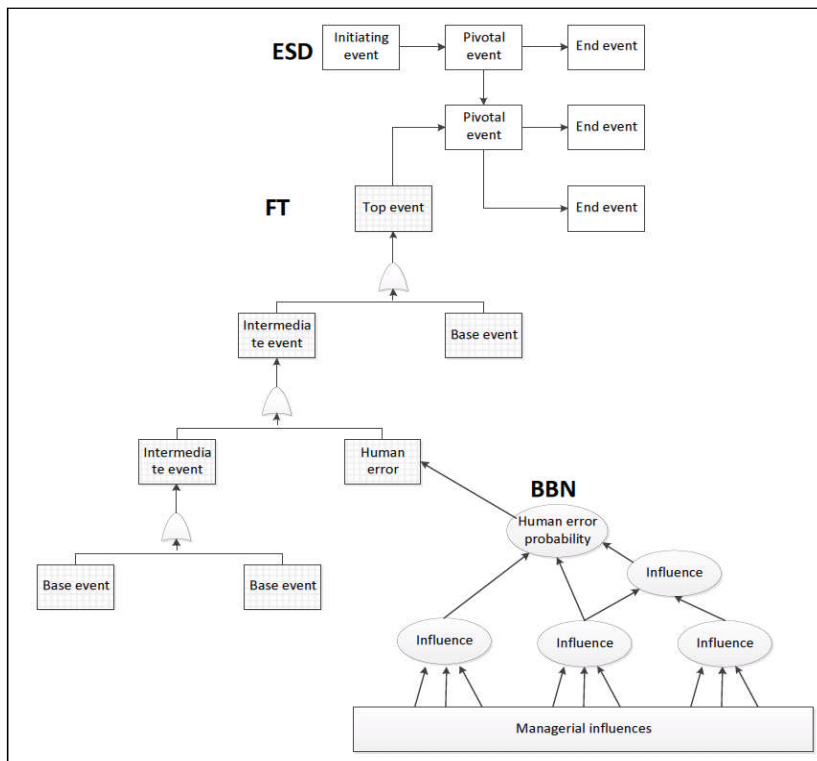 ESD
Initiating
event
Pivotal
event
End event
Pivotal
event
End event
FT
Top event
End event
Intermedia
te event
Base event
Intermedia
te event
Human
error
BBN
Human error
probability
Base event
Base event
Influence
Influence
Influence
Influence
Managerial influences